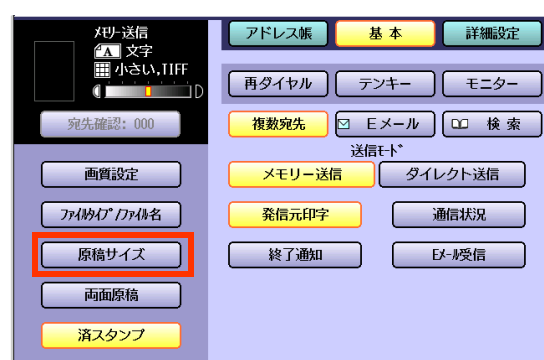 メモリー送信
A 文字
小さい,TIFF
D
宛先確認: 000
画質設定
ファイルタイプ/ファイル名
原稿サイズ
両面原稿
済スタンプ
アドレス帳 基本 詳細設定
再ダイヤル テンキー モニター
複数宛先 Eメール 検索
送信モード
メモリー送信 ダイレクト送信
発信元印字 通信状況
終了通知 Eメール受信